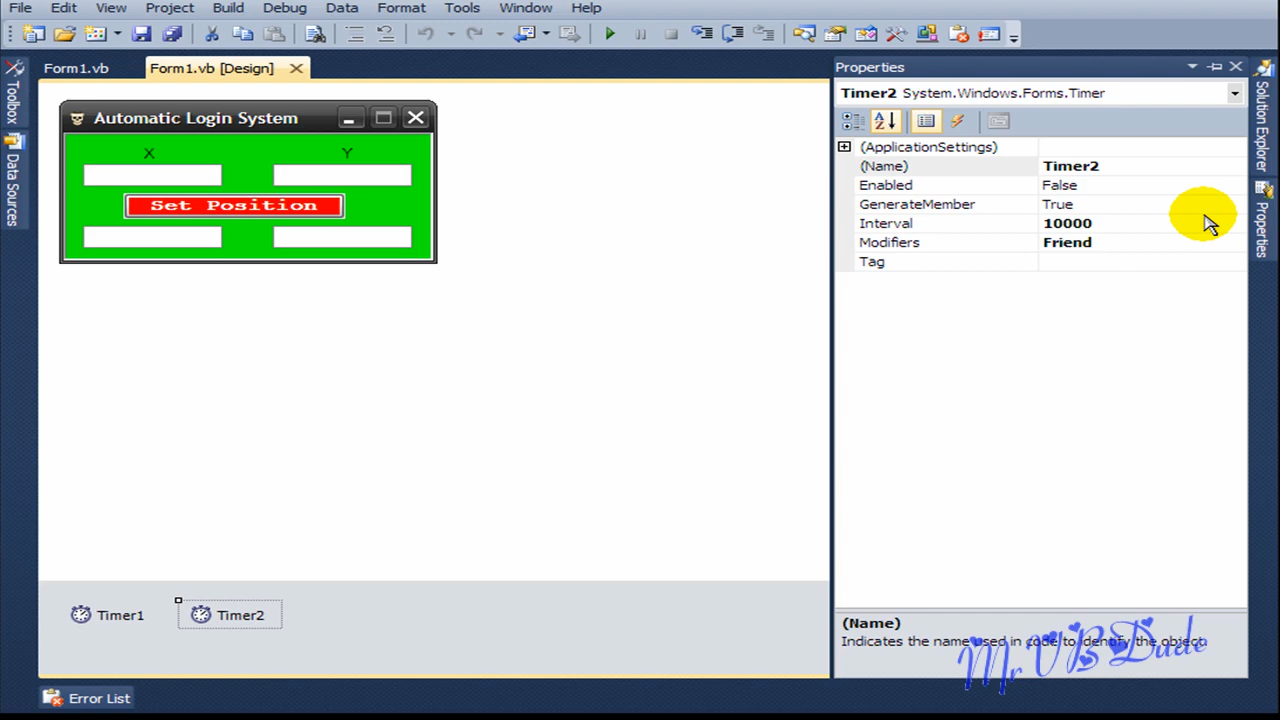 File Edit View Project Build Debug Data Format Tools Window Help
Form1.vb Form1.vb [Design]
Toolbox
Data Sources
Automatic Login System
X Y
Set Position
Timer1 Timer2
Error List
Properties
Timer2 System.Windows.Forms.Timer
(ApplicationSettings)
(Name) Timer2
Enabled False
GenerateMember True
Interval 10000
Modifiers Friend
Tag
(Name)
Indicates the name used in code to identify the object.
Mr VB Dude
Solution Explorer
Properties